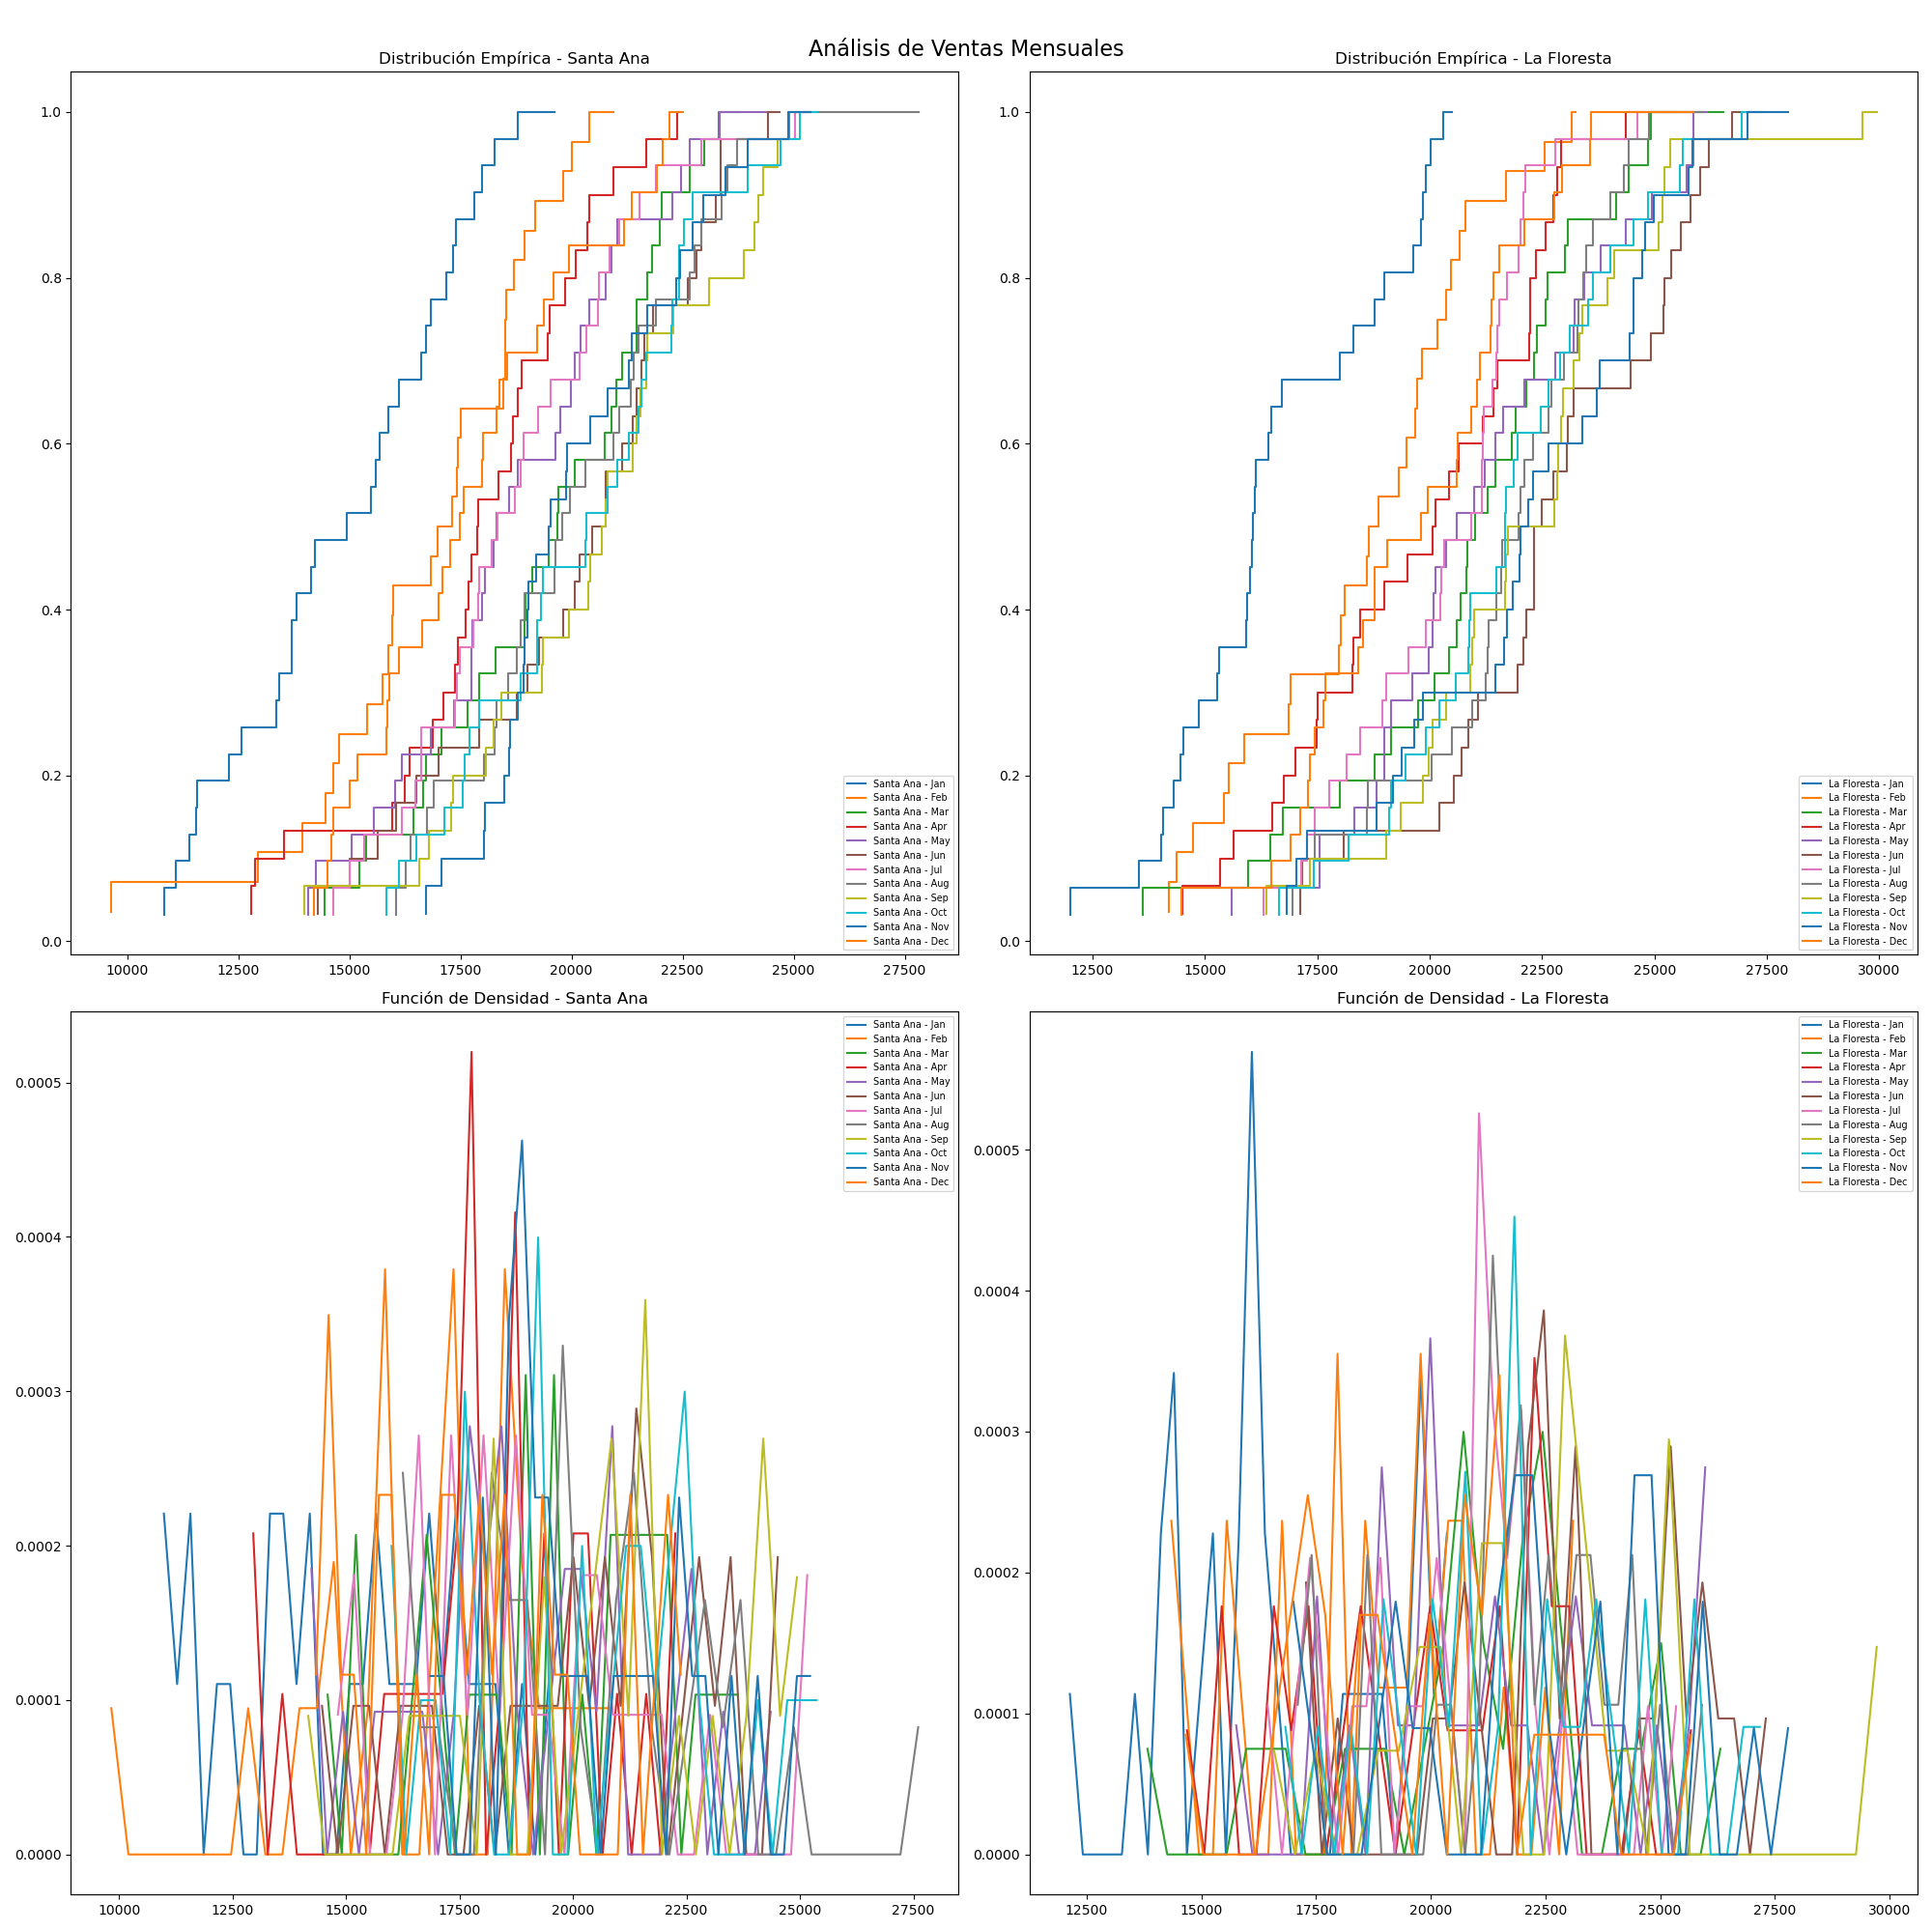 Análisis de Ventas Mensuales
Distribución Empírica - Santa Ana
1.0
0.8
0.6
0.4
0.2
0.0
Santa Ana - Jan
Santa Ana - Feb
Santa Ana - Mar
Santa Ana - Apr
Santa Ana - May
Santa Ana - Jun
Santa Ana - Jul
Santa Ana - Aug
Santa Ana - Sep
Santa Ana - Oct
Santa Ana - Nov
Santa Ana - Dec
10000 12500 15000 17500 20000 22500 25000 27500
Distribución Empírica - La Floresta
1.0
0.8
0.6
0.4
0.2
0.0
La Floresta - Jan
La Floresta - Feb
La Floresta - Mar
La Floresta - Apr
La Floresta - May
La Floresta - Jun
La Floresta - Jul
La Floresta - Aug
La Floresta - Sep
La Floresta - Oct
La Floresta - Nov
La Floresta - Dec
12500 15000 17500 20000 22500 25000 27500 30000
Función de Densidad - Santa Ana
Santa Ana - Jan
Santa Ana - Feb
Santa Ana - Mar
Santa Ana - Apr
Santa Ana - May
Santa Ana - Jun
Santa Ana - Jul
Santa Ana - Aug
Santa Ana - Sep
Santa Ana - Oct
Santa Ana - Nov
Santa Ana - Dec
0.0005
0.0004
0.0003
0.0002
0.0001
0.0000
10000 12500 15000 17500 20000 22500 25000 27500
Función de Densidad - La Floresta
La Floresta - Jan
La Floresta - Feb
La Floresta - Mar
La Floresta - Apr
La Floresta - May
La Floresta - Jun
La Floresta - Jul
La Floresta - Aug
La Floresta - Sep
La Floresta - Oct
La Floresta - Nov
La Floresta - Dec
0.0005
0.0004
0.0003
0.0002
0.0001
0.0000
12500 15000 17500 20000 22500 25000 27500 30000